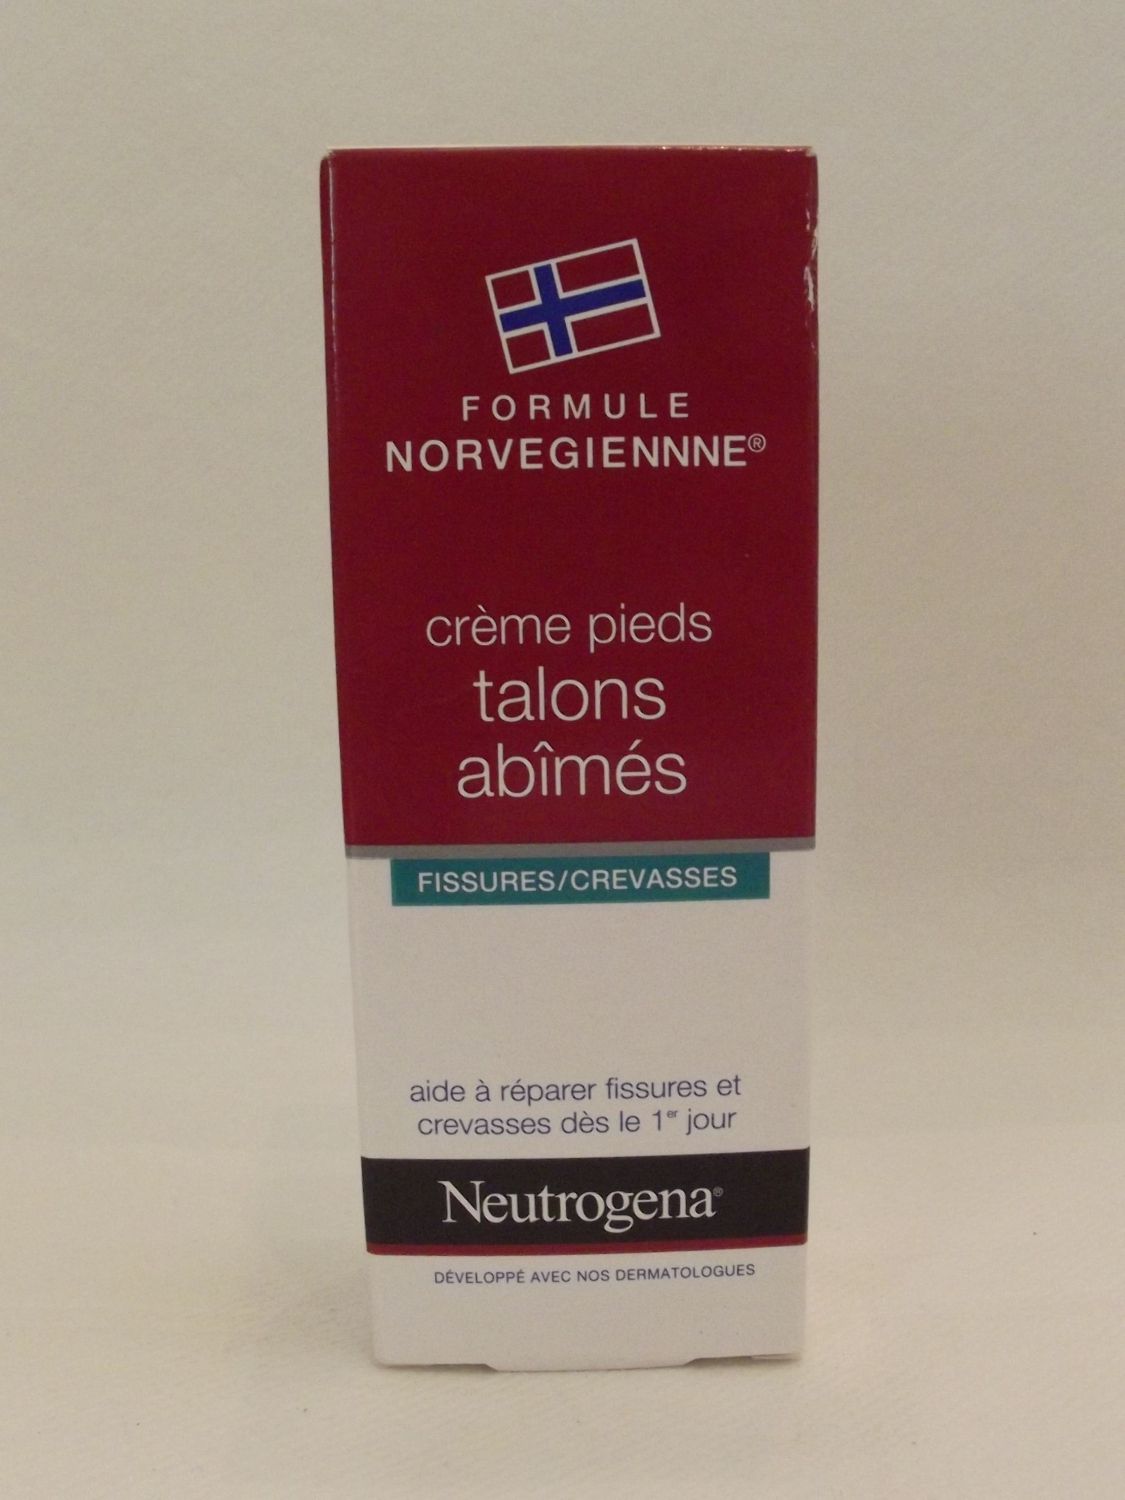 FORMULE
NORVEGIENNNE®
crème pieds
talons
abîmés
FISSURES/CREVASSES
aide à réparer fissures et
crevasses dès le 1er jour
Neutrogena®
DÉVELOPPÉ AVEC NOS DERMATOLOGUES